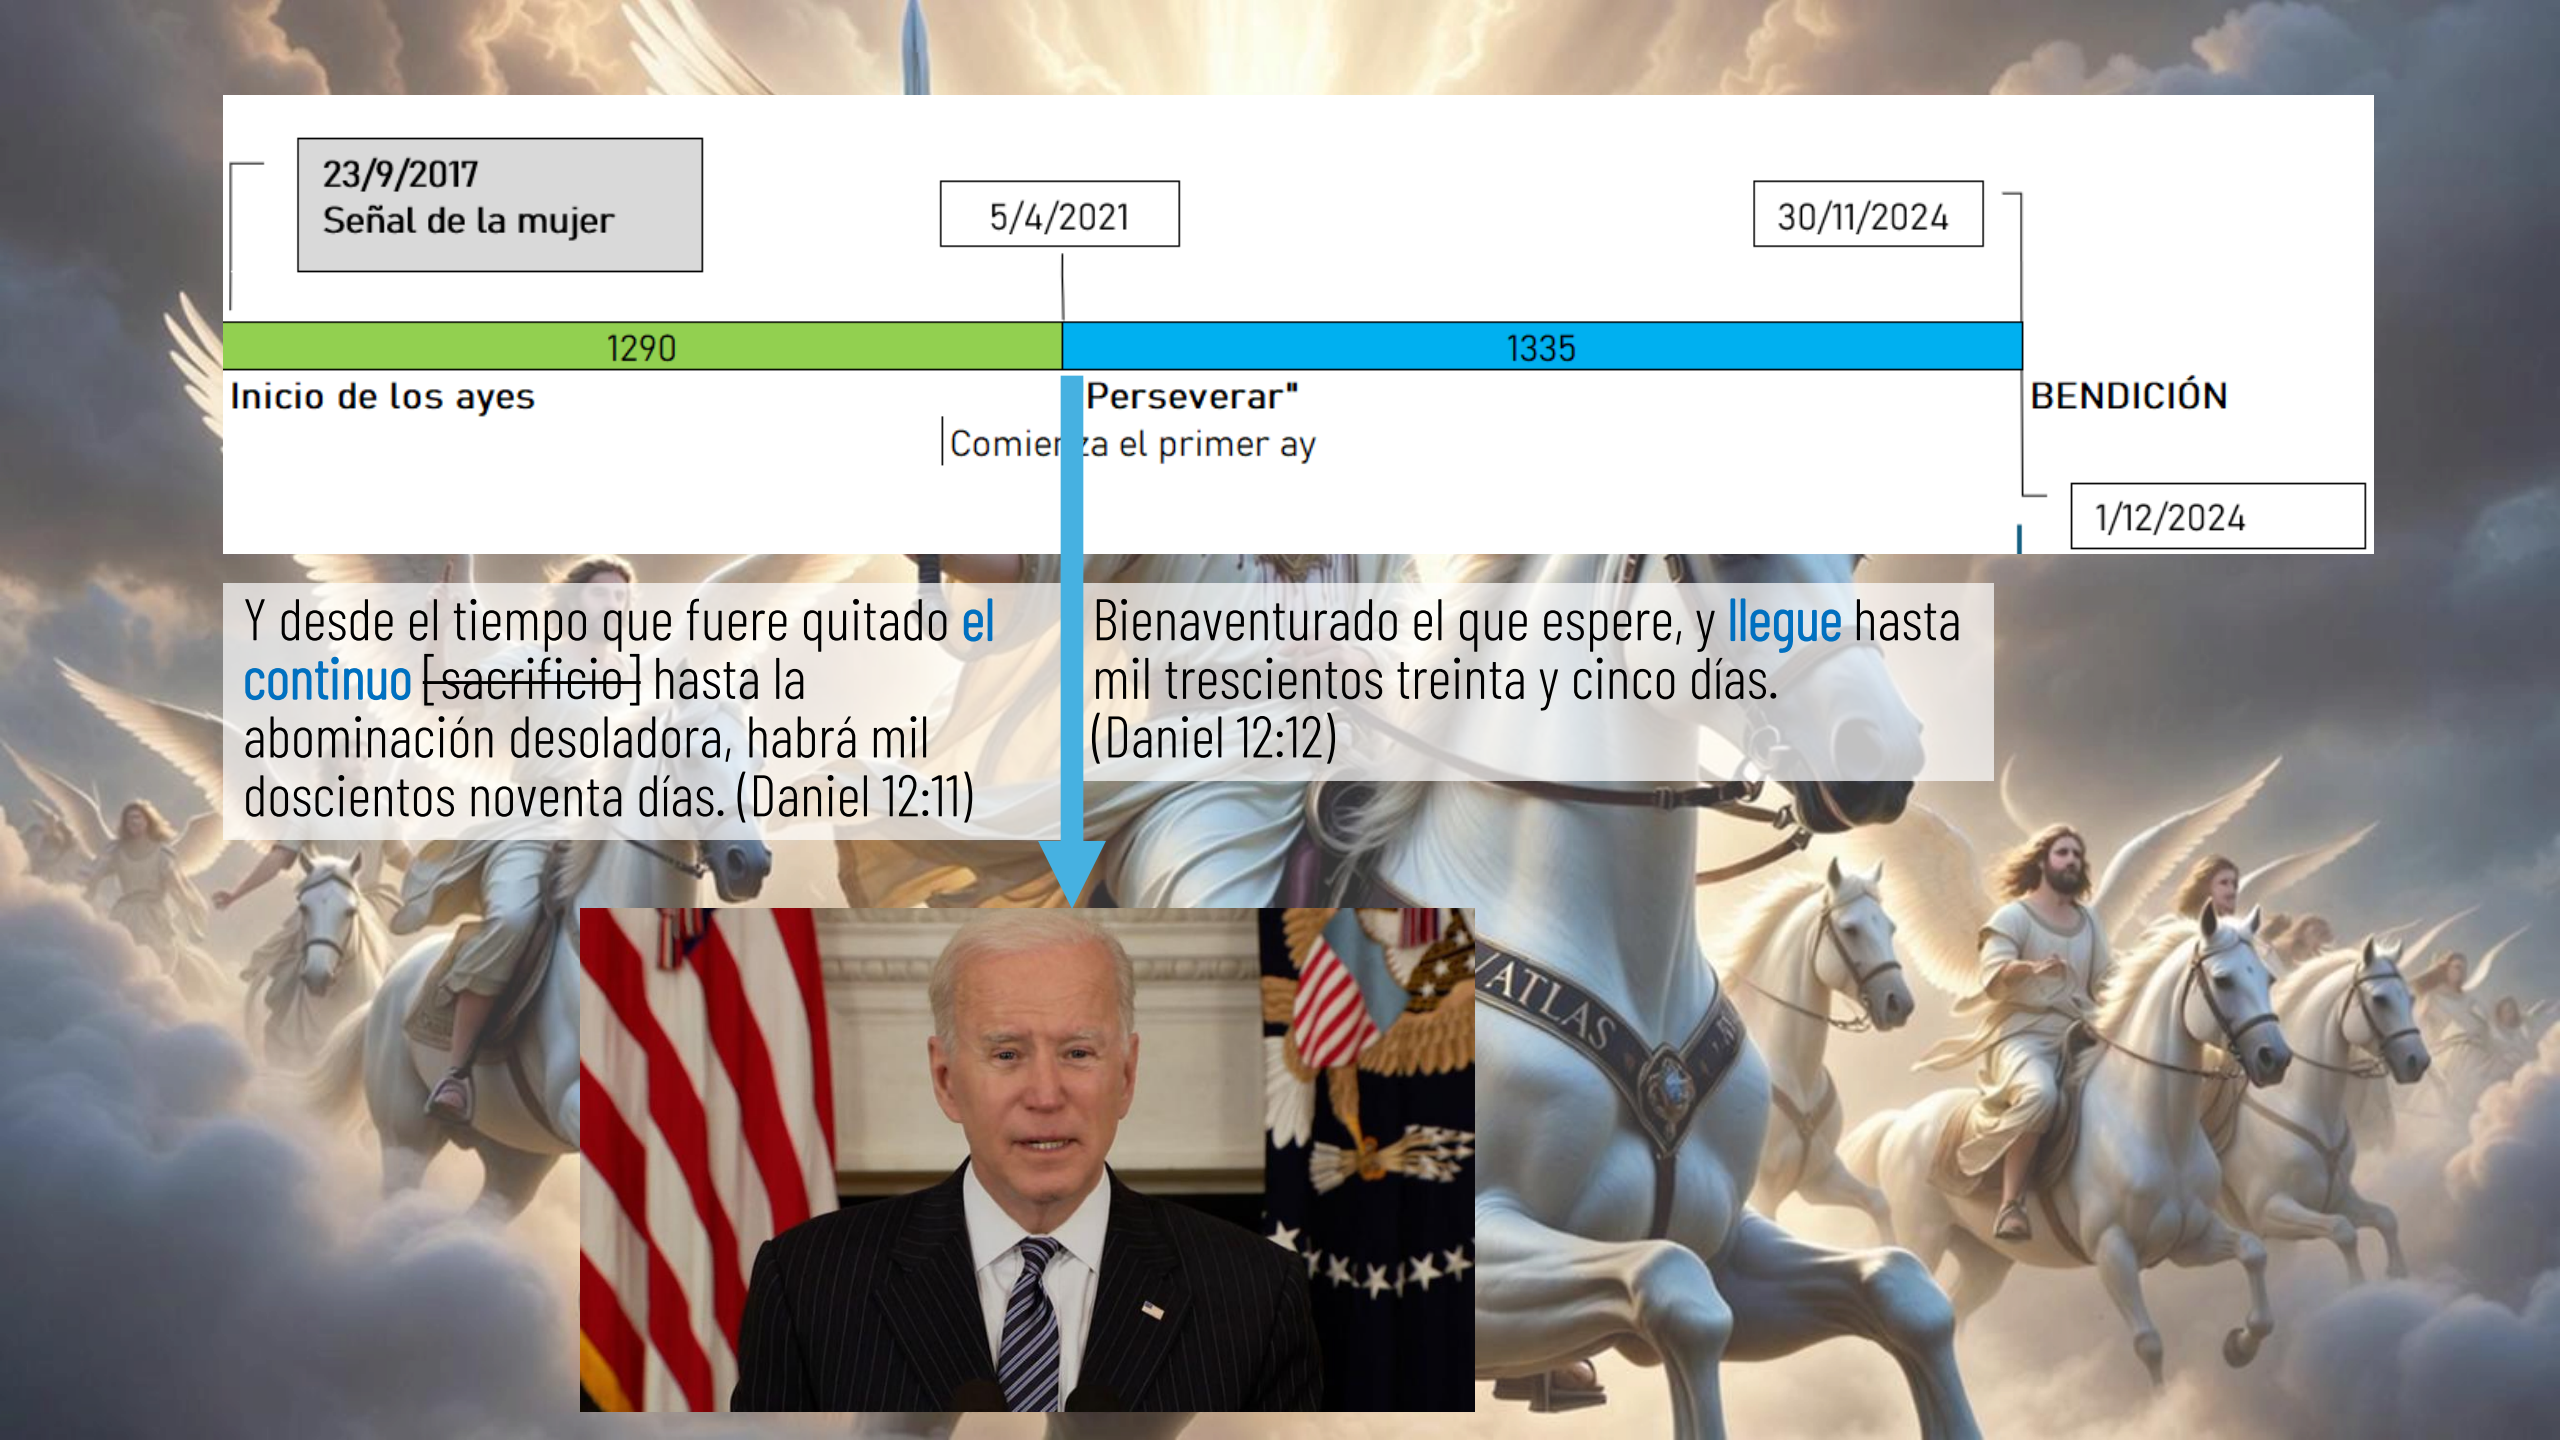 23/9/2017
Señal de la mujer
5/4/2021
30/11/2024
1290
1335
Inicio de los ayes
Perseverar"
BENDICIÓN
Comienza el primer ay
1/12/2024
Y desde el tiempo que fuere quitado el
continuo [sacrificio] hasta la
abominación desoladora, habrá mil
doscientos noventa días. (Daniel 12:11)
Bienaventurado el que espere, y llegue hasta
mil trescientos treinta y cinco días.
(Daniel 12:12)
ATLAS